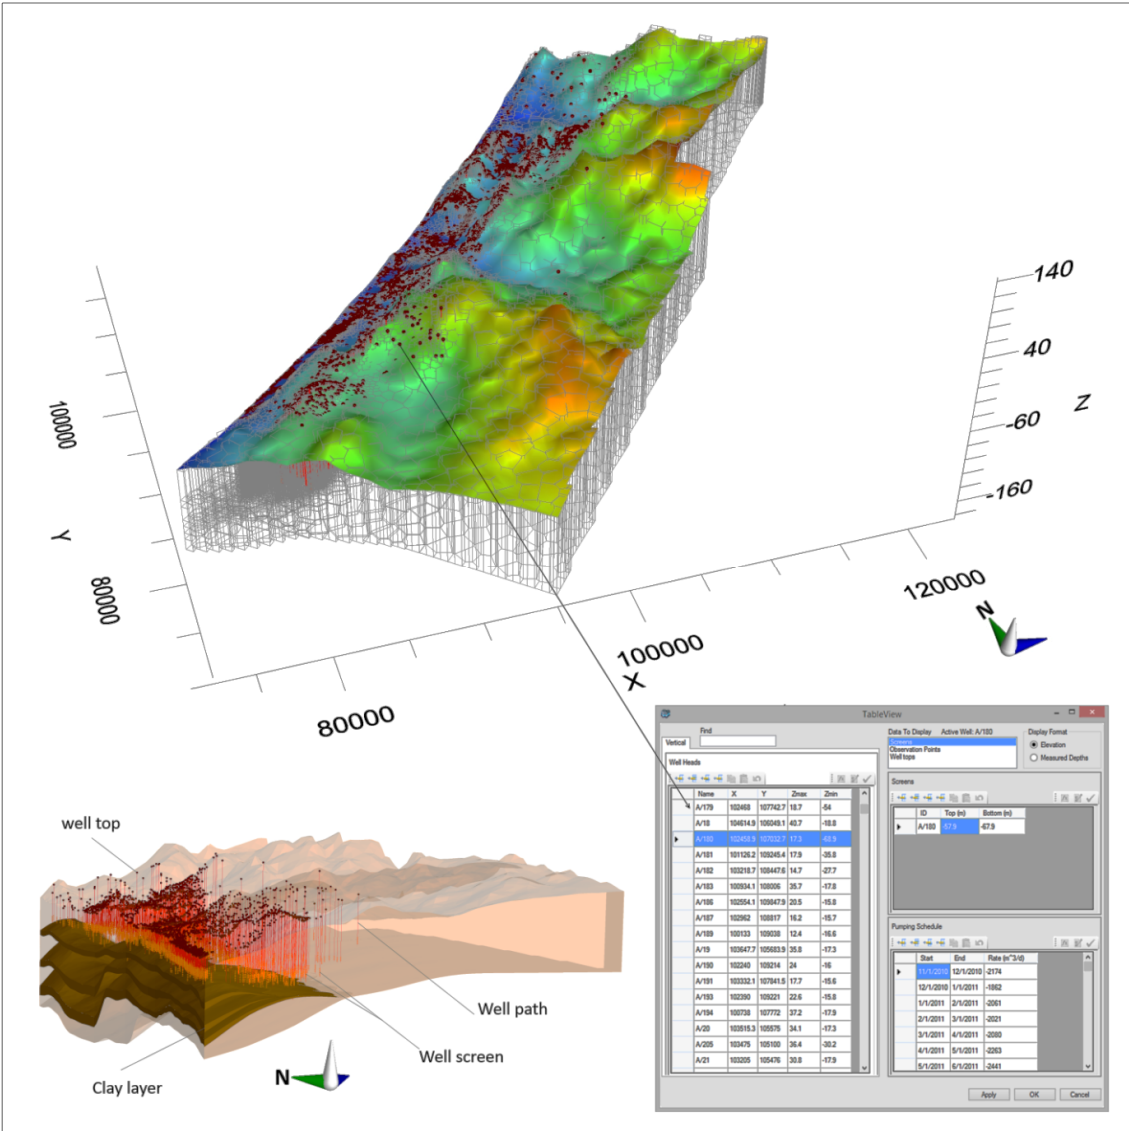 140
40
-60
-160
Z
100000
Y
80000
120000
N
100000
X
80000
TableView
Find
Vertical
Data To Display Active Well: A/180
Screens
Observation Points
Well tops
Display Format
Elevation
Measured Depths
Well Heads
Name X Y Zmax Zmin
A/179 102468 107742.7 18.7 -54
A/18 104614.9 106049.1 40.7 -18.8
A/180 102458.9 107032.7 17.3 -68.9
A/181 101126.2 109245.4 17.9 -35.8
A/182 103218.7 108447.6 14.7 -27.7
A/183 100934.1 108006 35.7 -17.8
A/186 102554.1 109847.9 20.5 -15.8
A/187 102962 108817 16.2 -15.7
A/189 100133 109038 12.4 -16.6
A/19 103647.7 105683.9 35.8 -17.3
A/190 102240 109214 24 -16
A/191 103332.1 107841.5 17.7 -15.6
A/193 102390 109221 22.6 -15.8
A/194 100738 107772 37.2 -17.9
A/20 103515.3 105575 34.1 -17.3
A/205 103475 105100 36.4 -30.2
A/21 103205 105476 30.8 -17.9
Screens
ID Top (m) Bottom (m)
A/180 -57.9 -67.9
Pumping Schedule
Start End Rate (m^3/d)
11/1/2010 12/1/2010 -2174
12/1/2010 1/1/2011 -1862
1/1/2011 2/1/2011 -2061
2/1/2011 3/1/2011 -2021
3/1/2011 4/1/2011 -2080
4/1/2011 5/1/2011 -2263
5/1/2011 6/1/2011 -2441
Apply OK Cancel
well top
Well path
Well screen
Clay layer
N